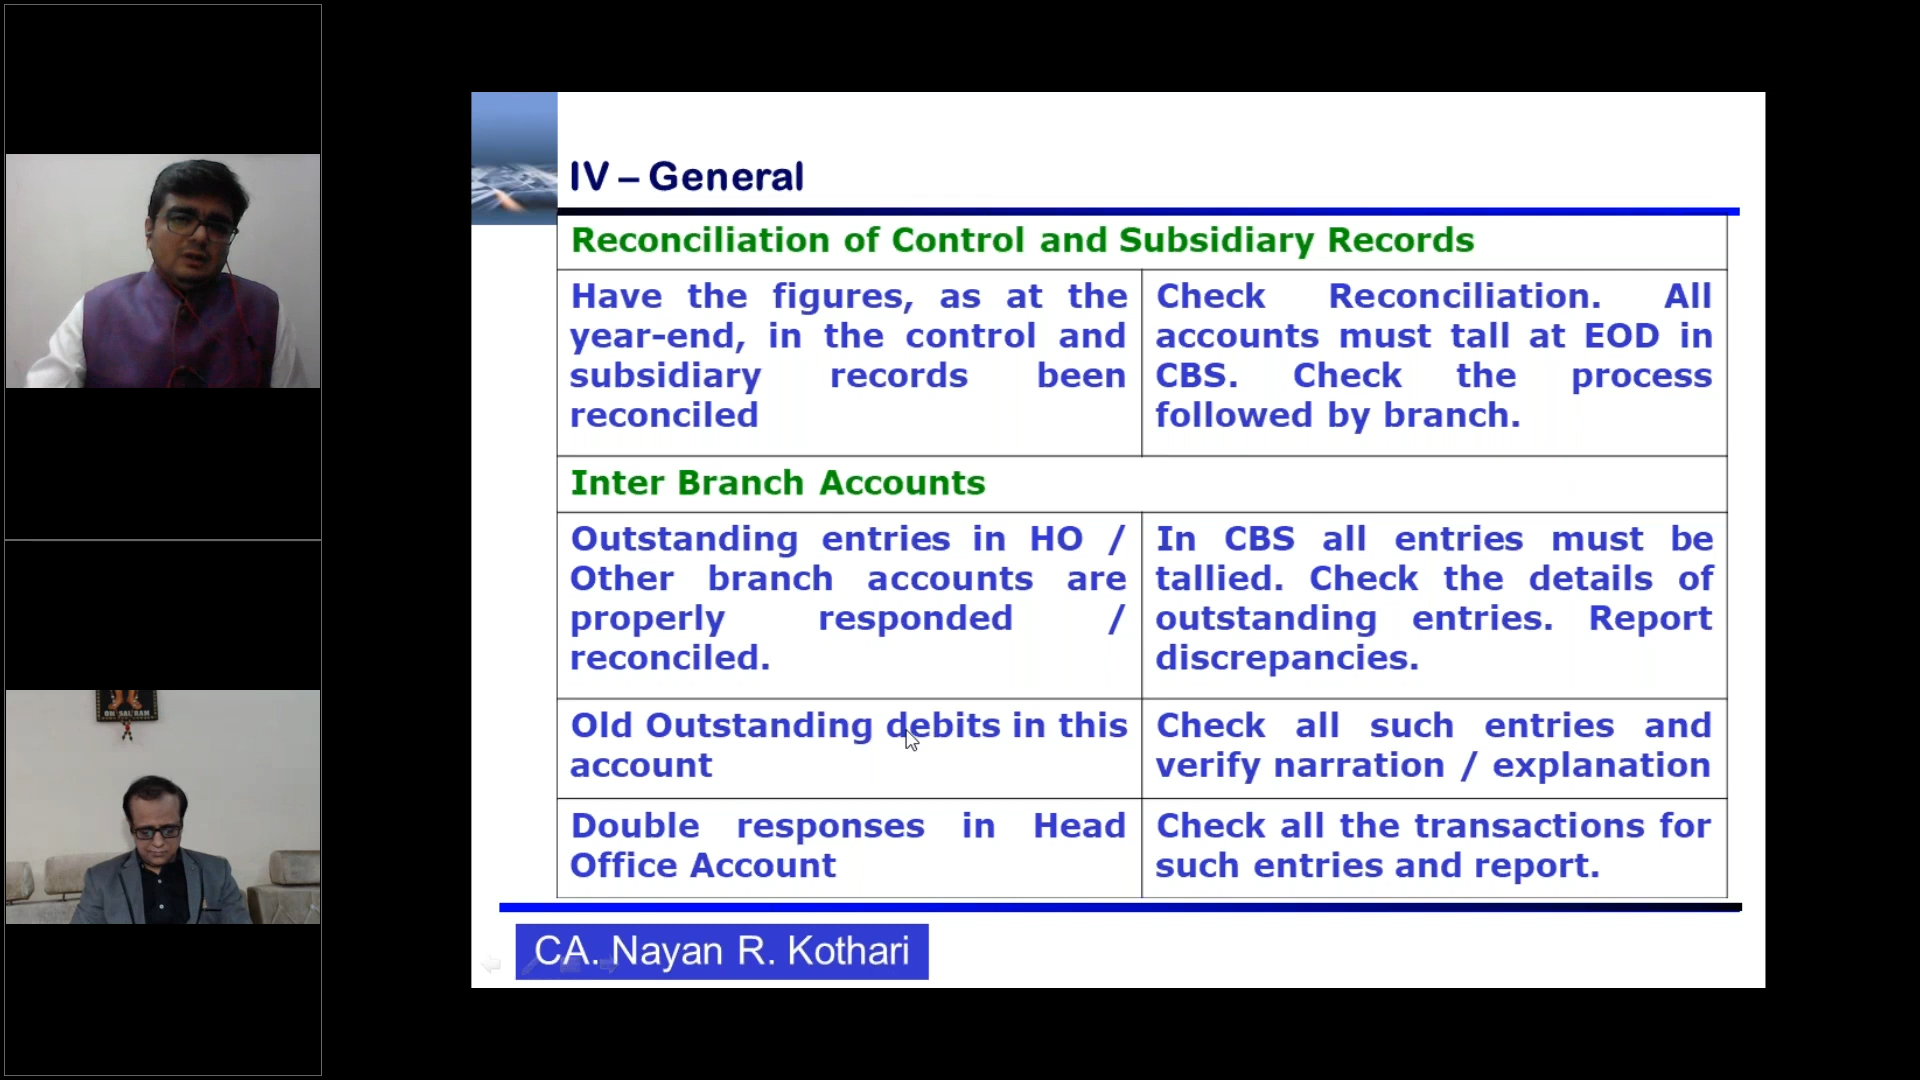 IV – General
Reconciliation of Control and Subsidiary Records
Have the figures, as at the
year-end, in the control and
subsidiary records been
reconciled
Check Reconciliation. All
accounts must tall at EOD in
CBS. Check the process
followed by branch.
Inter Branch Accounts
Outstanding entries in HO /
Other branch accounts are
properly responded /
reconciled.
In CBS all entries must be
tallied. Check the details of
outstanding entries. Report
discrepancies.
Old Outstanding debits in this
account
Check all such entries and
verify narration / explanation
Double responses in Head
Office Account
Check all the transactions for
such entries and report.
CA. Nayan R. Kothari